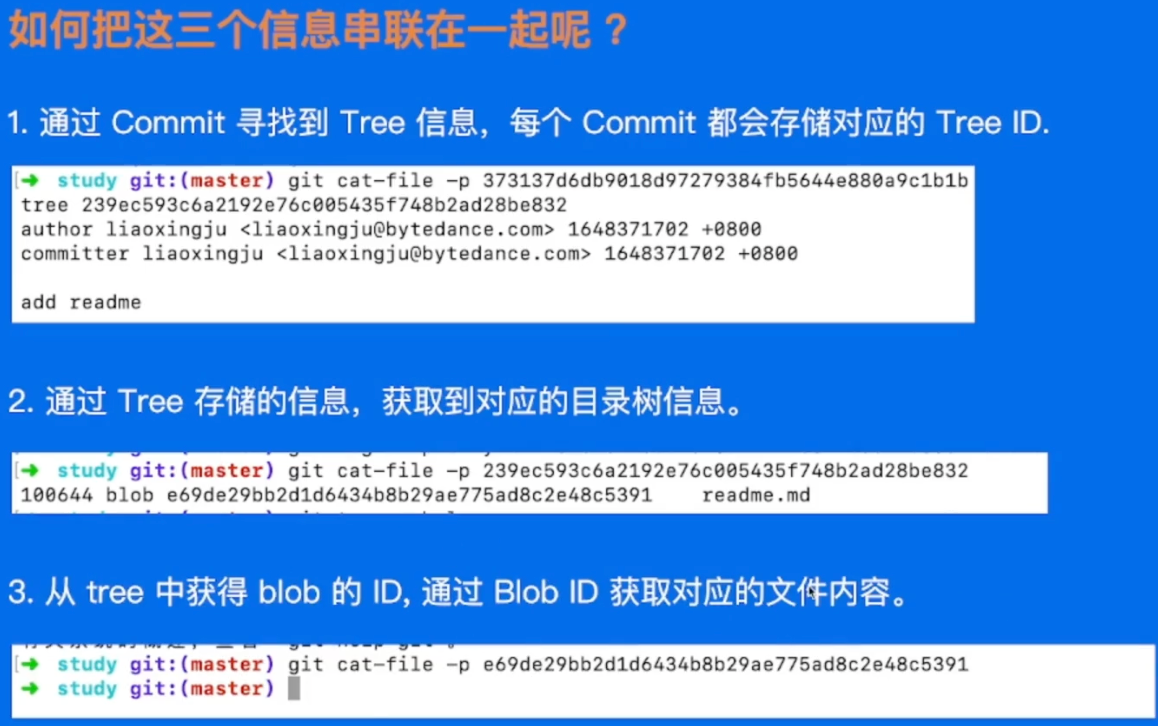 如何把这三个信息串联在一起呢？
1. 通过 Commit 寻找到 Tree 信息，每个 Commit 都会存储对应的 Tree ID.
[➜ study git:(master) git cat-file -p 373137d6db9018d97279384fb5644e880a9c1b1b
tree 239ec593c6a2192e76c005435f748b2ad28be832
author liaoxingju <liaoxingju@bytedance.com> 1648371702 +0800
committer liaoxingju <liaoxingju@bytedance.com> 1648371702 +0800
add readme
2. 通过 Tree 存储的信息，获取到对应的目录树信息。
[➜ study git:(master) git cat-file -p 239ec593c6a2192e76c005435f748b2ad28be832
100644 blob e69de29bb2d1d6434b8b29ae775ad8c2e48c5391 readme.md
3. 从 tree 中获得 blob 的 ID, 通过 Blob ID 获取对应的文件内容。
[➜ study git:(master) git cat-file -p e69de29bb2d1d6434b8b29ae775ad8c2e48c5391
➜ study git:(master)